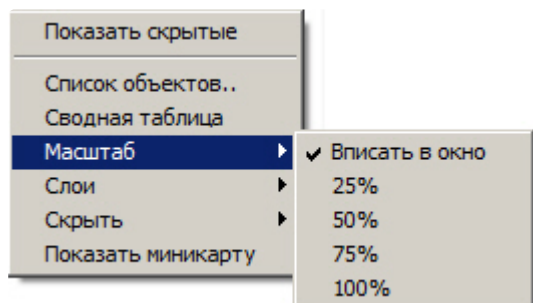 Показать скрытые
Список объектов..
Сводная таблица
Масштаб
Слои
Скрыть
Показать миникарту
Вписать в окно
25%
50%
75%
100%